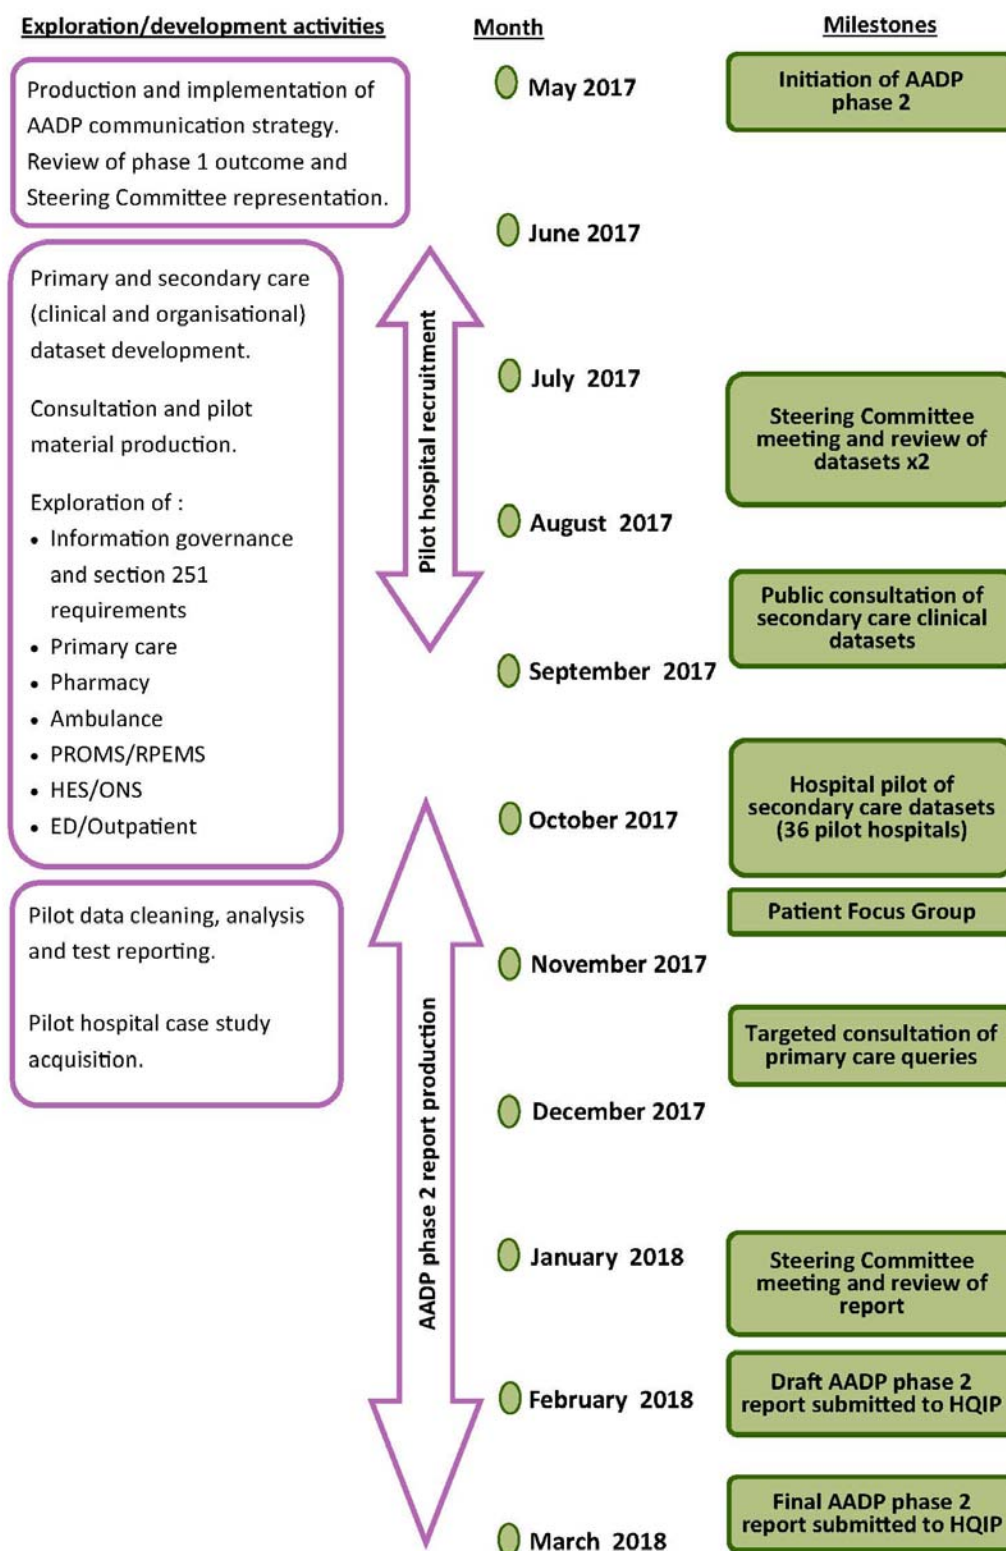 Exploration/development activities
Month
Milestones
Production and implementation of
AADP communication strategy.
Review of phase 1 outcome and
Steering Committee representation.
Primary and secondary care
(clinical and organisational)
dataset development.
Consultation and pilot
material production.
Exploration of :
• Information governance
and section 251
requirements
• Primary care
• Pharmacy
• Ambulance
• PROMS/RPEMS
• HES/ONS
• ED/Outpatient
Pilot data cleaning, analysis
and test reporting.
Pilot hospital case study
acquisition.
Pilot hospital recruitment
AADP phase 2 report production
May 2017
June 2017
July 2017
August 2017
September 2017
October 2017
November 2017
December 2017
January 2018
February 2018
March 2018
Initiation of AADP
phase 2
Steering Committee
meeting and review of
datasets x2
Public consultation of
secondary care clinical
datasets
Hospital pilot of
secondary care datasets
(36 pilot hospitals)
Patient Focus Group
Targeted consultation of
primary care queries
Steering Committee
meeting and review of
report
Draft AADP phase 2
report submitted to HQIP
Final AADP phase 2
report submitted to HQIP